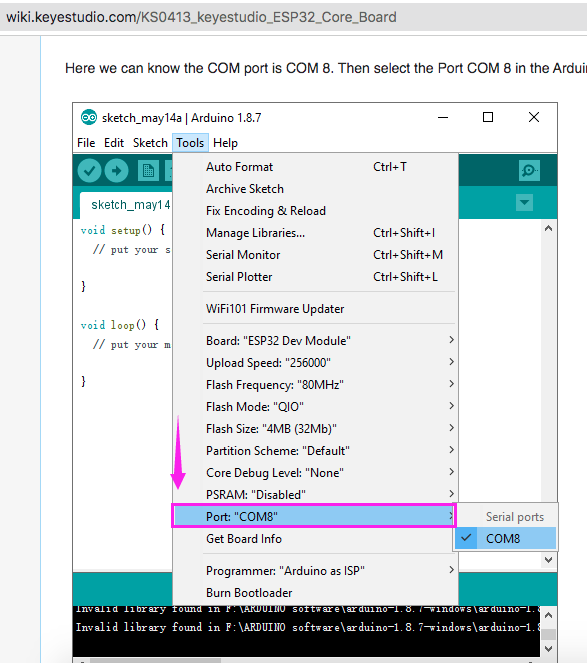 wiki.keyestudio.com/KS0413_keyestudio_ESP32_Core_Board
Here we can know the COM port is COM 8. Then select the Port COM 8 in the
sketch_may14a | Arduino 1.8.7
File Edit Sketch Tools Help
Auto Format Ctrl+T
Archive Sketch
Fix Encoding & Reload
Manage Libraries... Ctrl+Shift+I
Serial Monitor Ctrl+Shift+M
Serial Plotter Ctrl+Shift+L
WiFi101 Firmware Updater
Board: "ESP32 Dev Module"
Upload Speed: "256000"
Flash Frequency: "80MHz"
Flash Mode: "QIO"
Flash Size: "4MB (32Mb)"
Partition Scheme: "Default"
Core Debug Level: "None"
PSRAM: "Disabled"
Port: "COM8"
Get Board Info
Programmer: "Arduino as ISP"
Burn Bootloader
Serial ports
COM8
sketch_may14
void setup() {
// put your s
}
void loop() {
// put your m
}
Invalid library found in F:\ARDUINO software\arduino-1.8.7-windows\arduino-1.8
Invalid library found in F:\ARDUINO software\arduino-1.8.7-windows\arduino-1.8